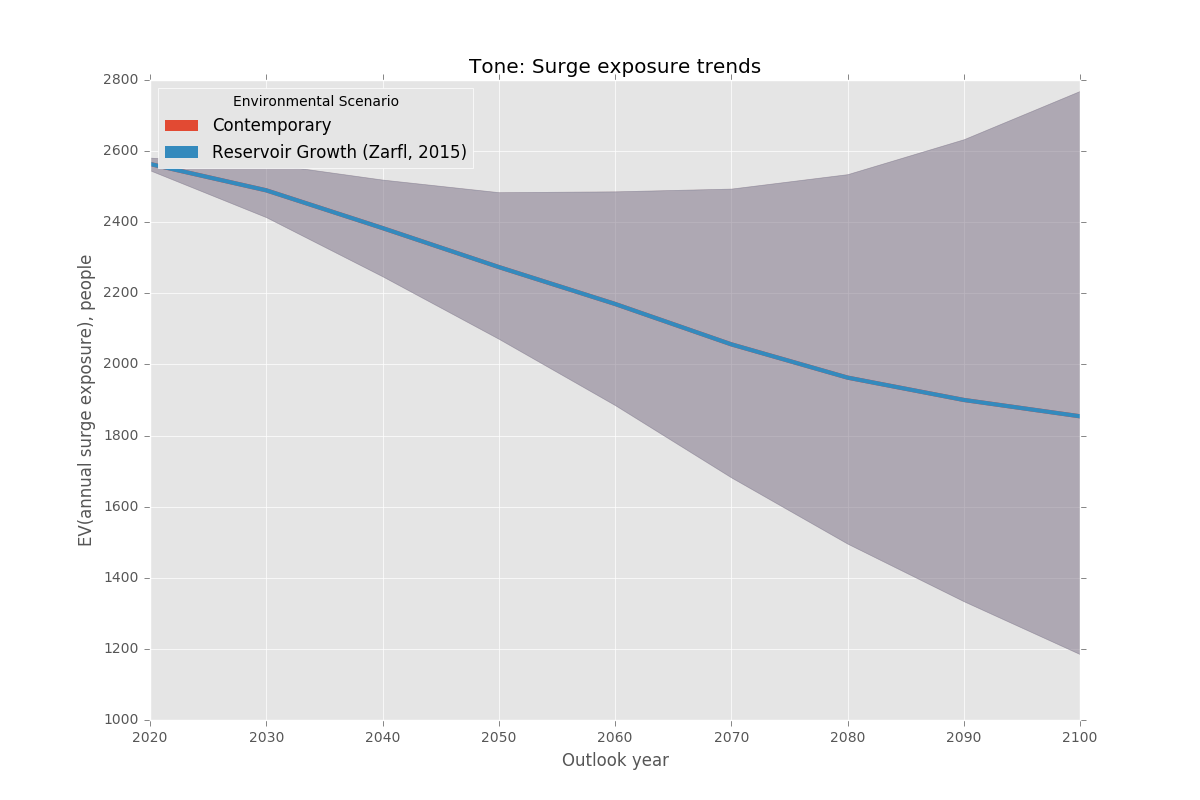 Tone: Surge exposure trends
Environmental Scenario
Contemporary
Reservoir Growth (Zarfl, 2015)
EV(annual surge exposure), people
2800
2600
2400
2200
2000
1800
1600
1400
1200
1000
2020 2030 2040 2050 2060 2070 2080 2090 2100
Outlook year